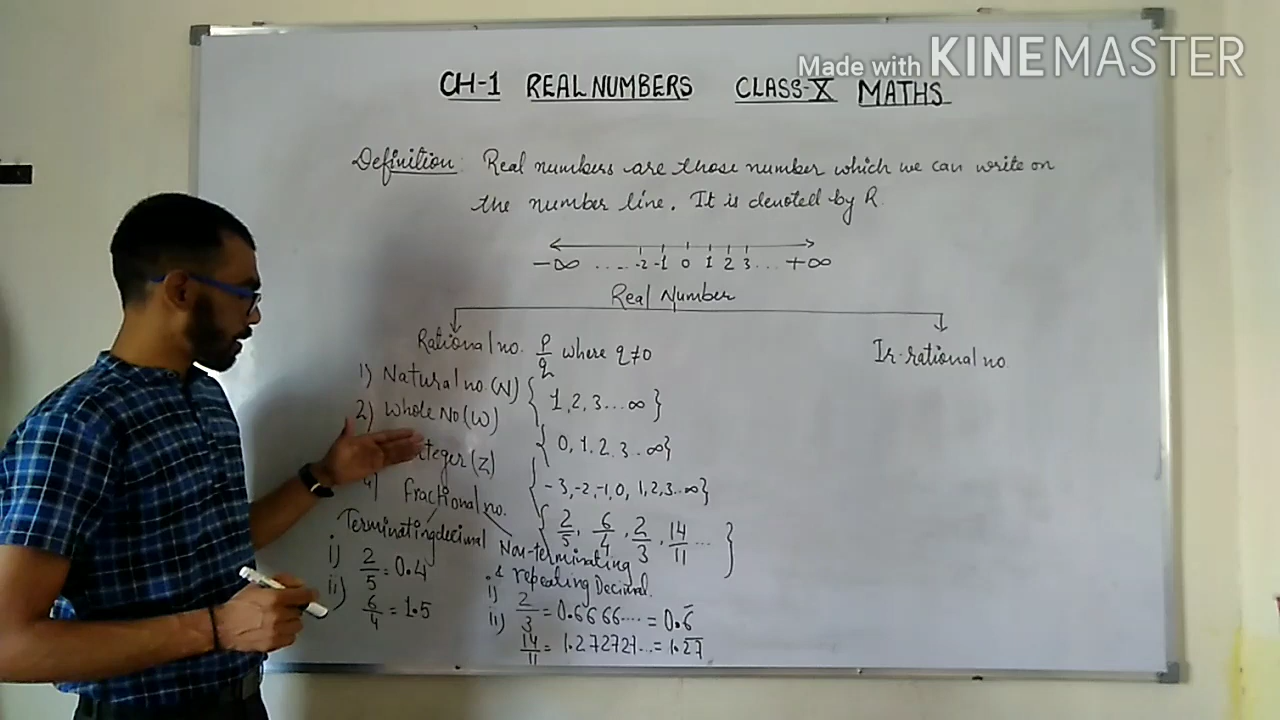 Made with KINEMASTER
CH-1 REAL NUMBERS CLASS-X MATHS
Definition: Real numbers are those number which we can write on
the number line. It is denoted by R.
-∞ ..... -2 -1 0 1 2 3... +∞
Real Number
Rational no. p/q where q≠0
Ir-rational no.
1) Natural no. (N) { 1, 2, 3 ... ∞ }
2) Whole No (W) { 0, 1, 2, 3 .. ∞}
teger (Z) { -3, -2, -1, 0, 1, 2, 3..∞}
4) fractional no. { 2/5, 6/4, 2/3, 14/11 ... }
Terminating decimal
i) 2/5 = 0.4
ii) 6/4 = 1.5
Non-terminating
& repeating Decimal.
i) 2/3 = 0.6666.... = 0.6̅
ii) 14/11 = 1.272727... = 1.2̅7̅